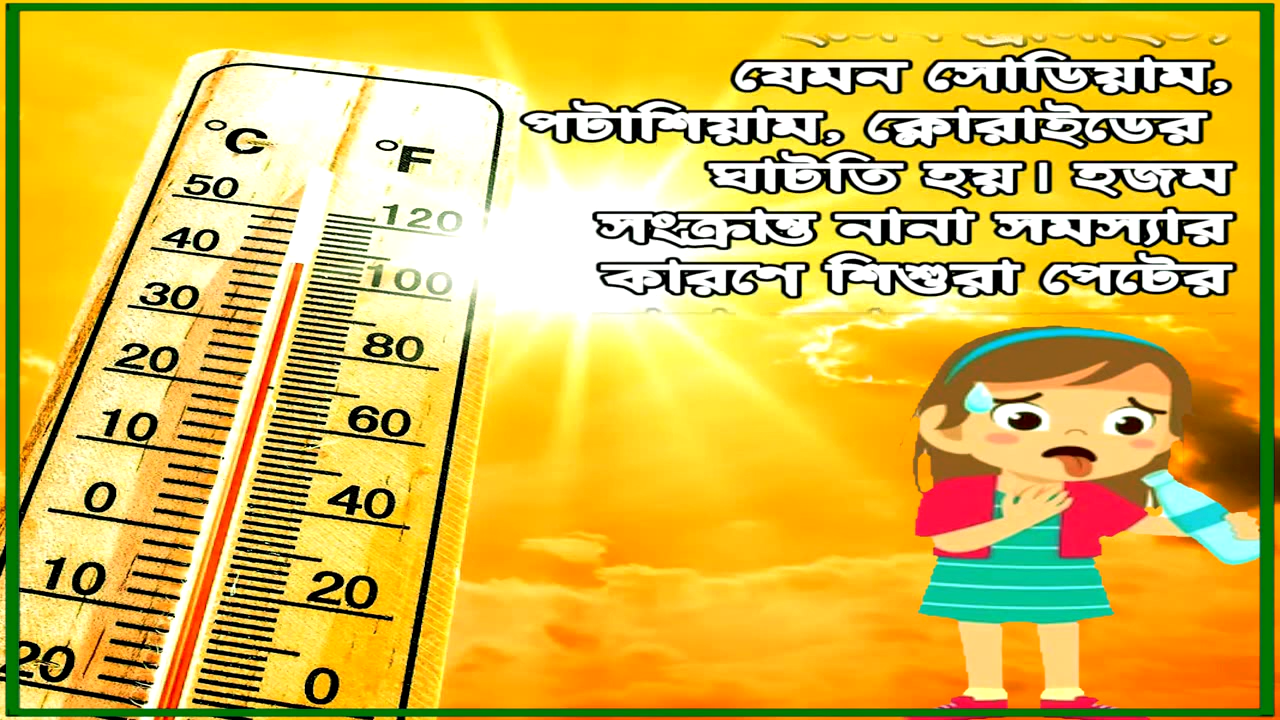 যেমন সোডিয়াম,
পটাশিয়াম, ক্লোরাইডের
ঘাটতি হয়। হজম
সংক্রান্ত নানা সমস্যার
কারণে শিশুরা পেটের
°C °F
50 120
40 100
30 80
20 60
10 40
0 20
10 0
20